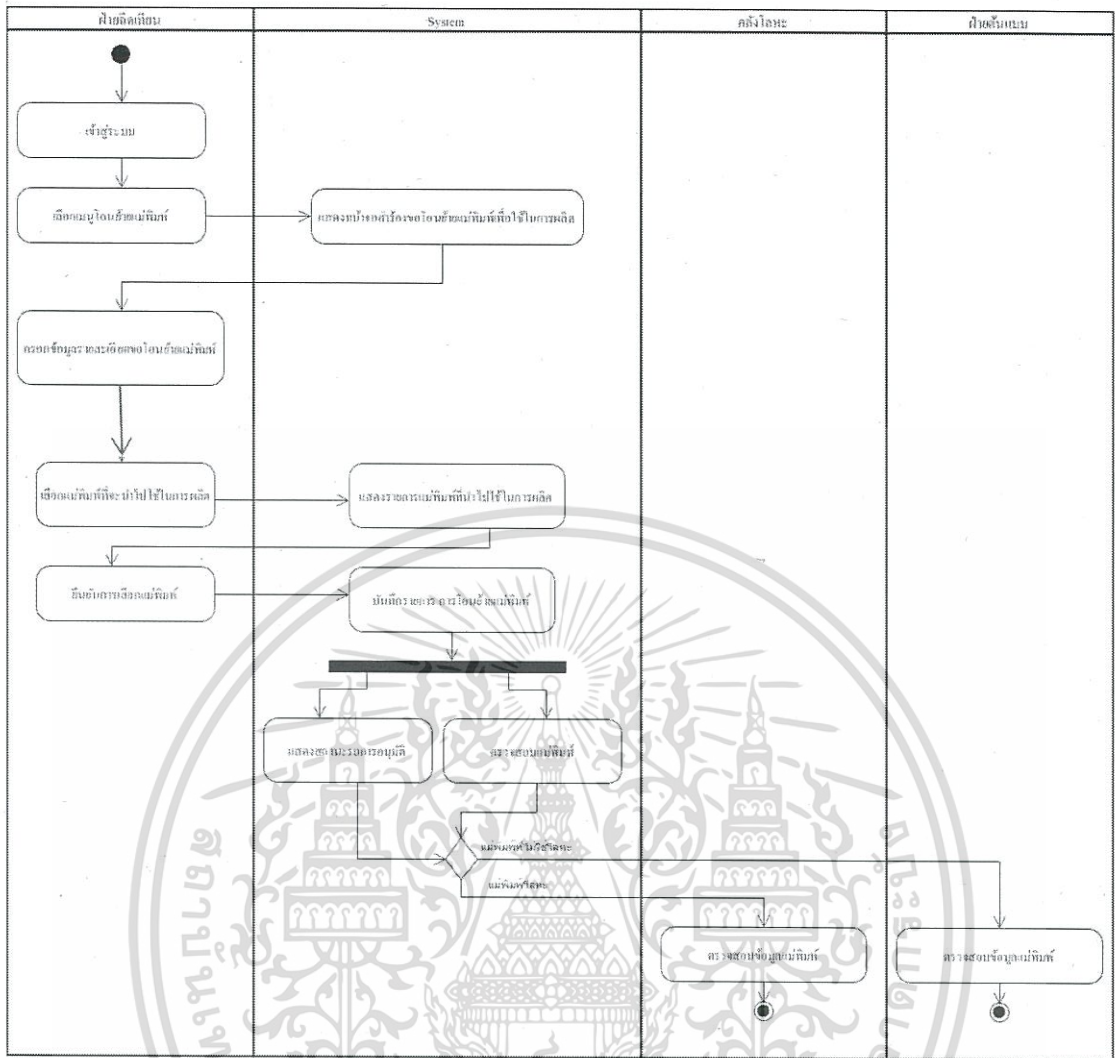 ฝ่ายฉีดเทียน
System
คลังโลหะ
ฝ่ายต้นแบบ
เข้าสู่ระบบ
เลือกเมนูโอนย้ายแม่พิมพ์
แสดงหน้าจอคำร้องขอโอนย้ายแม่พิมพ์เพื่อใช้ในการผลิต
กรอกข้อมูลรายละเอียดขอโอนย้ายแม่พิมพ์
เลือกแม่พิมพ์ที่จะนำไปใช้ในการผลิต
แสดงรายการแม่พิมพ์ที่นำไปใช้ในการผลิต
ยืนยันการเลือกแม่พิมพ์
บันทึกรายการ การโอนย้ายแม่พิมพ์
แสดงสถานะรอการอนุมัติ
ตรวจสอบแม่พิมพ์
แม่พิมพ์ที่ไม่ใช่โลหะ
แม่พิมพ์โลหะ
ตรวจสอบข้อมูลแม่พิมพ์
ตรวจสอบข้อมูลแม่พิมพ์